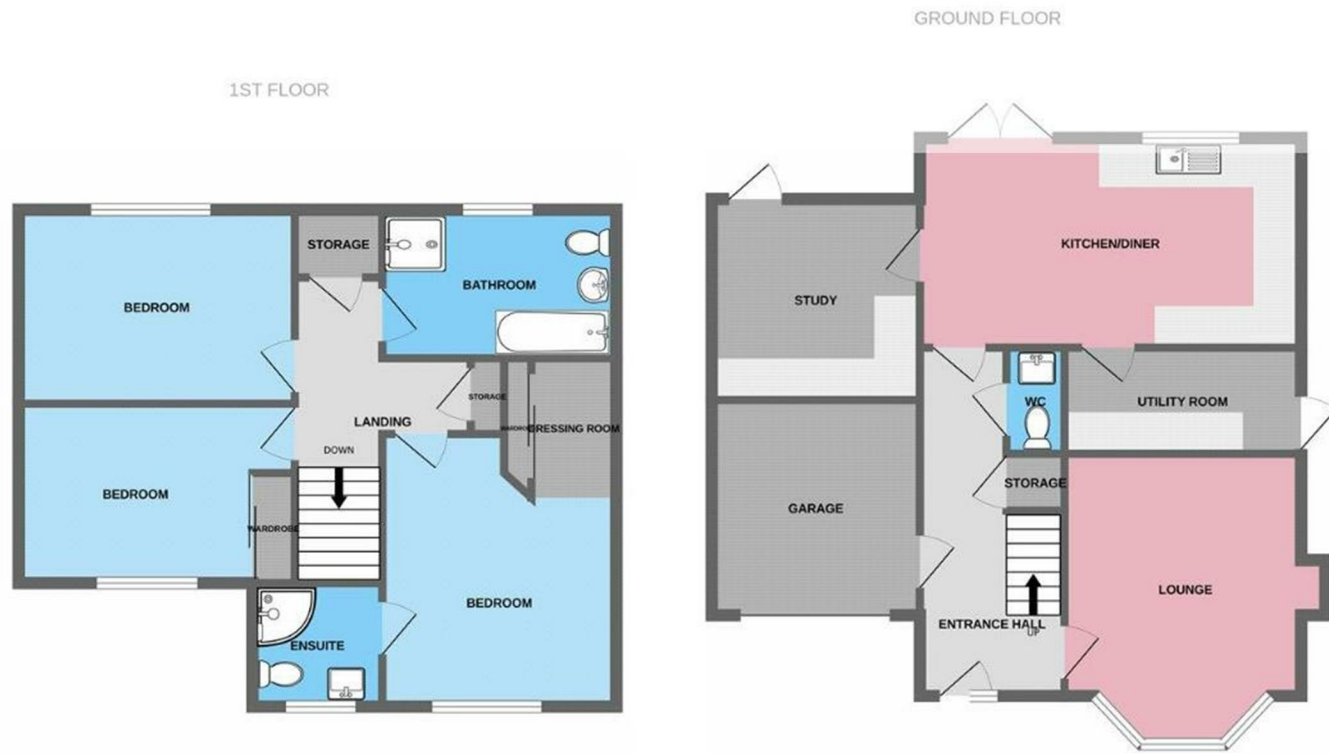 GROUND FLOOR
1ST FLOOR
STORAGE
BEDROOM
BATHROOM
STORAGE
LANDING
WARDROBE
DRESSING ROOM
DOWN
BEDROOM
WARDROBE
BEDROOM
ENSUITE
KITCHEN/DINER
STUDY
WC
UTILITY ROOM
STORAGE
GARAGE
LOUNGE
ENTRANCE HALL
UP